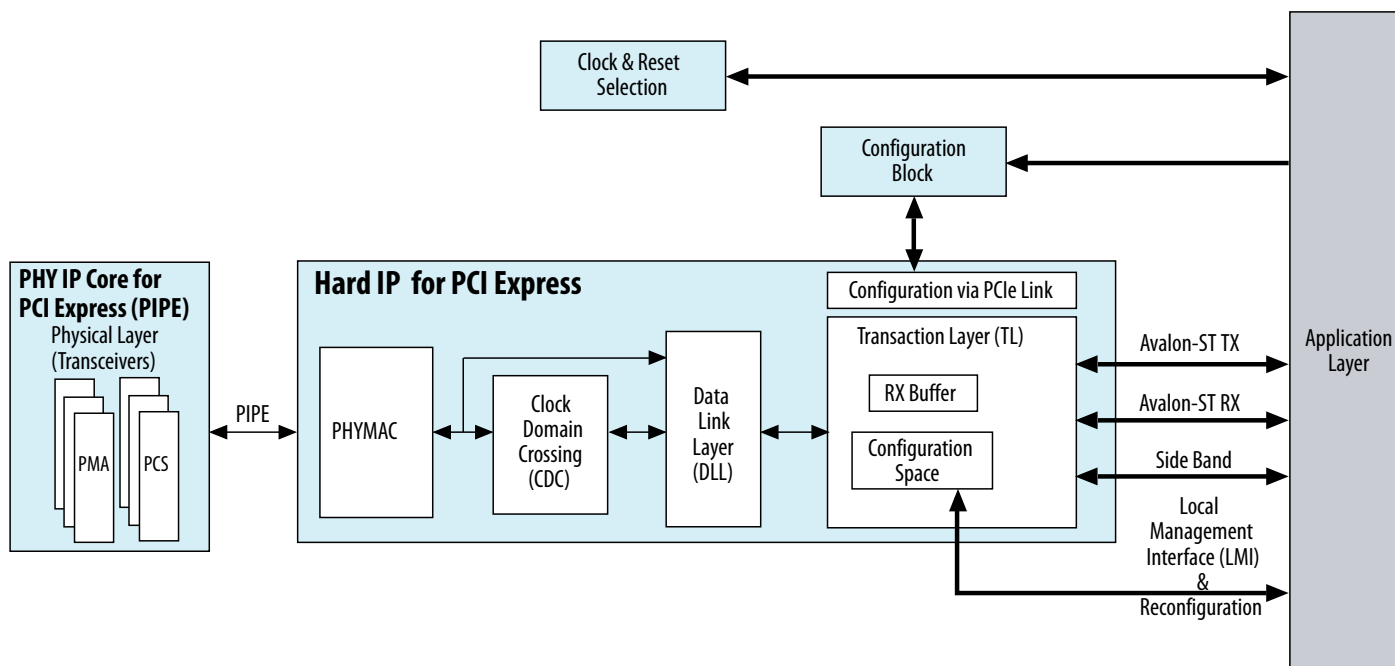 Clock & Reset
Selection
Configuration
Block
PHY IP Core for
PCI Express (PIPE)
Physical Layer
(Transceivers)
PMA
PCS
PIPE
Hard IP for PCI Express
PHYMAC
Clock
Domain
Crossing
(CDC)
Data
Link
Layer
(DLL)
Configuration via PCIe Link
Transaction Layer (TL)
RX Buffer
Configuration
Space
Avalon-ST TX
Avalon-ST RX
Side Band
Local
Management
Interface (LMI)
&
Reconfiguration
Application
Layer